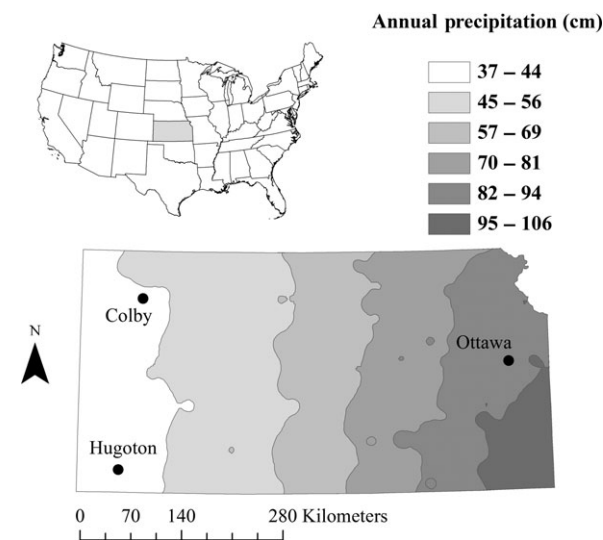 Annual precipitation (cm)
37 – 44
45 – 56
57 – 69
70 – 81
82 – 94
95 – 106
N
Colby
Ottawa
Hugoton
0 70 140 280 Kilometers